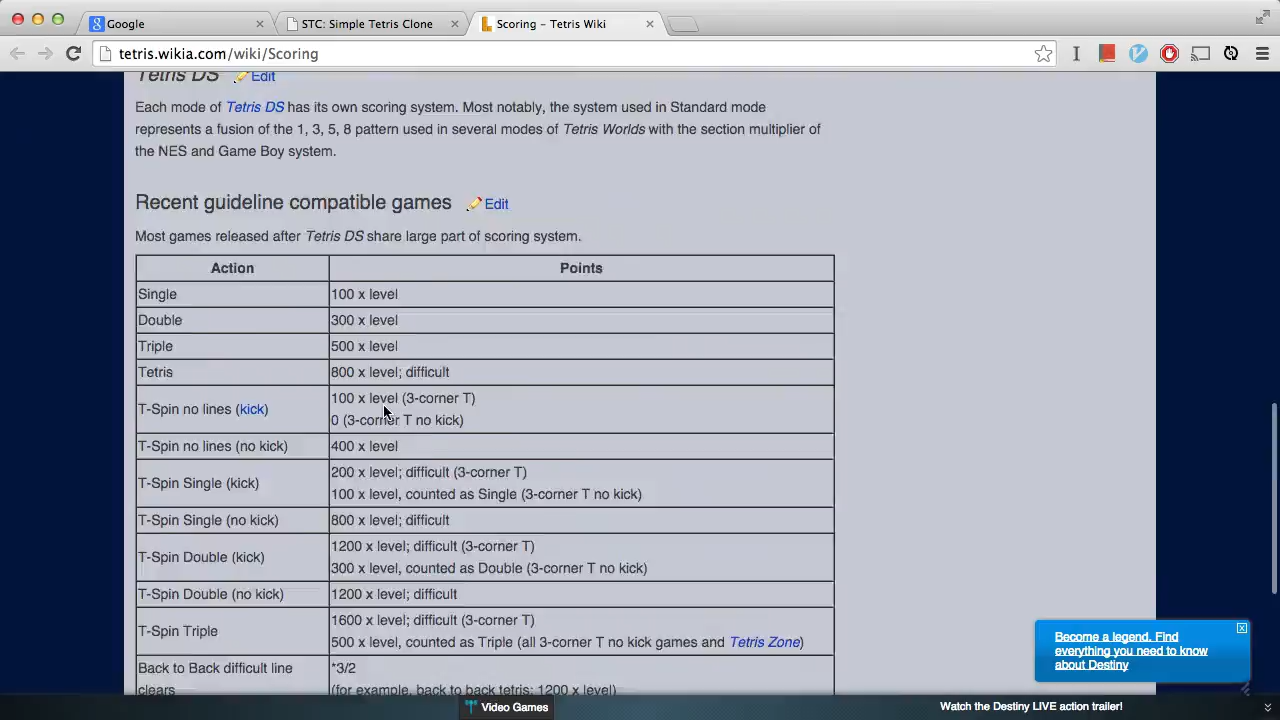 Google
STC: Simple Tetris Clone
Scoring – Tetris Wiki
tetris.wikia.com/wiki/Scoring
Tetris DS Edit
Each mode of Tetris DS has its own scoring system. Most notably, the system used in Standard mode
represents a fusion of the 1, 3, 5, 8 pattern used in several modes of Tetris Worlds with the section multiplier of
the NES and Game Boy system.
Recent guideline compatible games Edit
Most games released after Tetris DS share large part of scoring system.
Action Points
Single 100 x level
Double 300 x level
Triple 500 x level
Tetris 800 x level; difficult
T-Spin no lines (kick) 100 x level (3-corner T)
0 (3-corner T no kick)
T-Spin no lines (no kick) 400 x level
T-Spin Single (kick) 200 x level; difficult (3-corner T)
100 x level, counted as Single (3-corner T no kick)
T-Spin Single (no kick) 800 x level; difficult
T-Spin Double (kick) 1200 x level; difficult (3-corner T)
300 x level, counted as Double (3-corner T no kick)
T-Spin Double (no kick) 1200 x level; difficult
T-Spin Triple 1600 x level; difficult (3-corner T)
500 x level, counted as Triple (all 3-corner T no kick games and Tetris Zone)
Back to Back difficult line *3/2
clears (for example, back to back tetris: 1200 x level)
Become a legend. Find
everything you need to know
about Destiny
Video Games
Watch the Destiny LIVE action trailer!